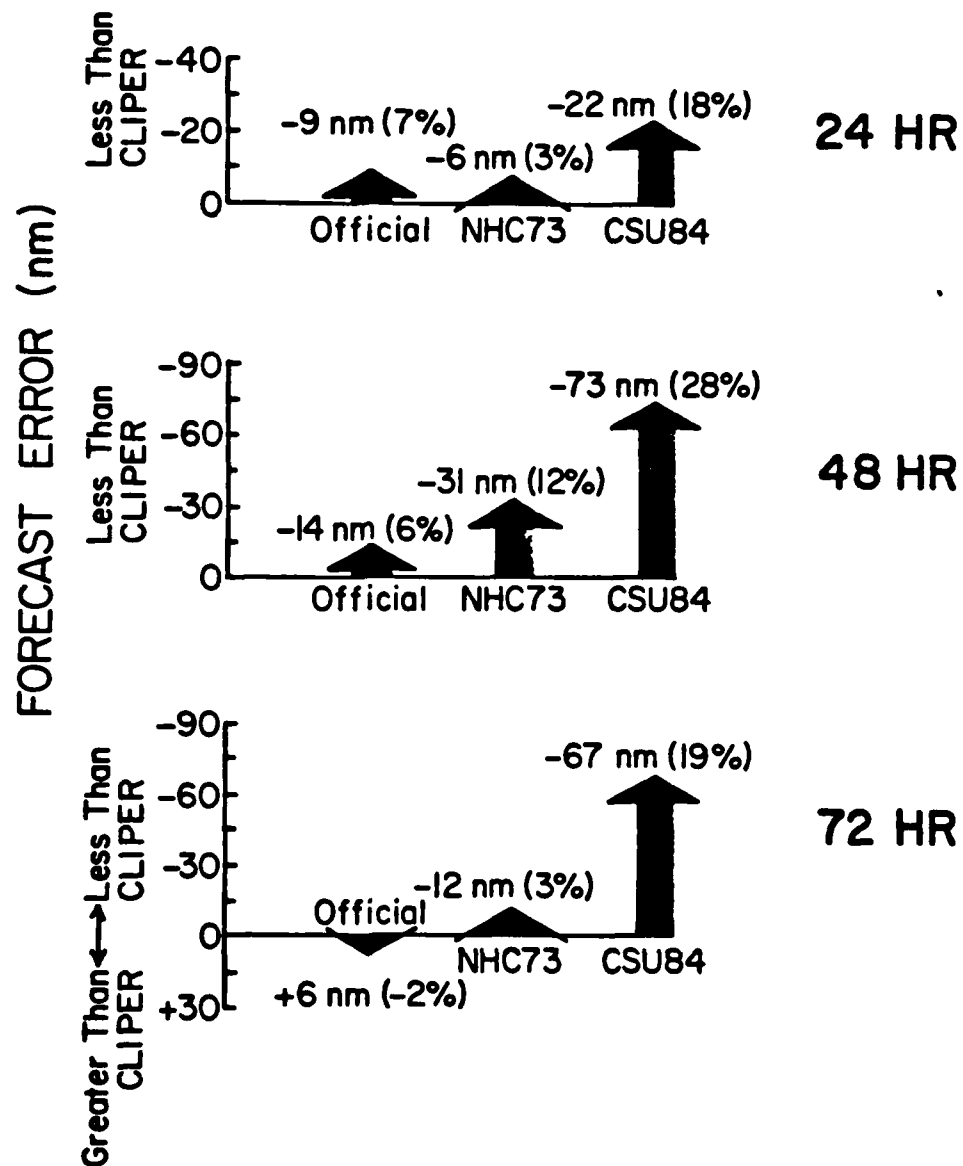 FORECAST ERROR (nm)
Less Than
CLIPER
-40
-20
0
-9 nm (7%)
-6 nm (3%)
-22 nm (18%)
Official
NHC73
CSU84
24 HR
Less Than
CLIPER
-90
-60
-30
0
-14 nm (6%)
-31 nm (12%)
-73 nm (28%)
Official
NHC73
CSU84
48 HR
Greater Than←→Less Than
CLIPER CLIPER
-90
-60
-30
0
+30
Official
+6 nm (-2%)
-12 nm (3%)
NHC73
-67 nm (19%)
CSU84
72 HR